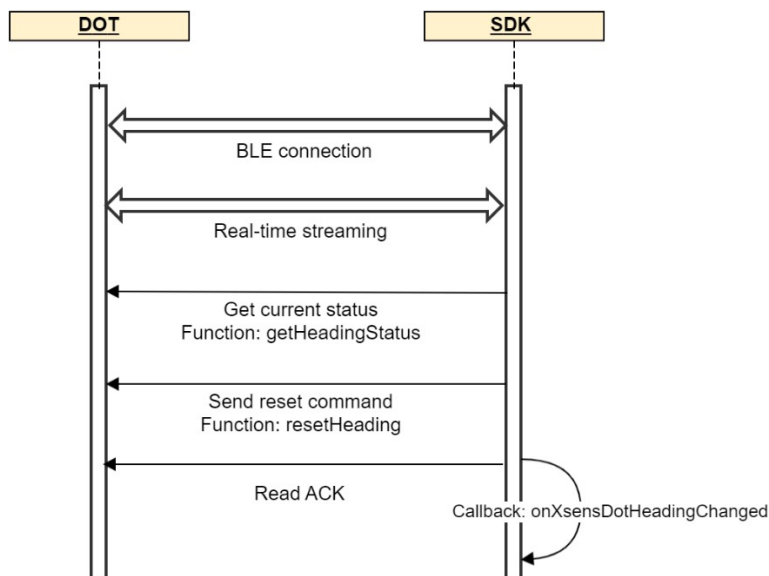 DOT
SDK
BLE connection
Real-time streaming
Get current status
Function: getHeadingStatus
Send reset command
Function: resetHeading
Read ACK
Callback: onXsensDotHeadingChanged